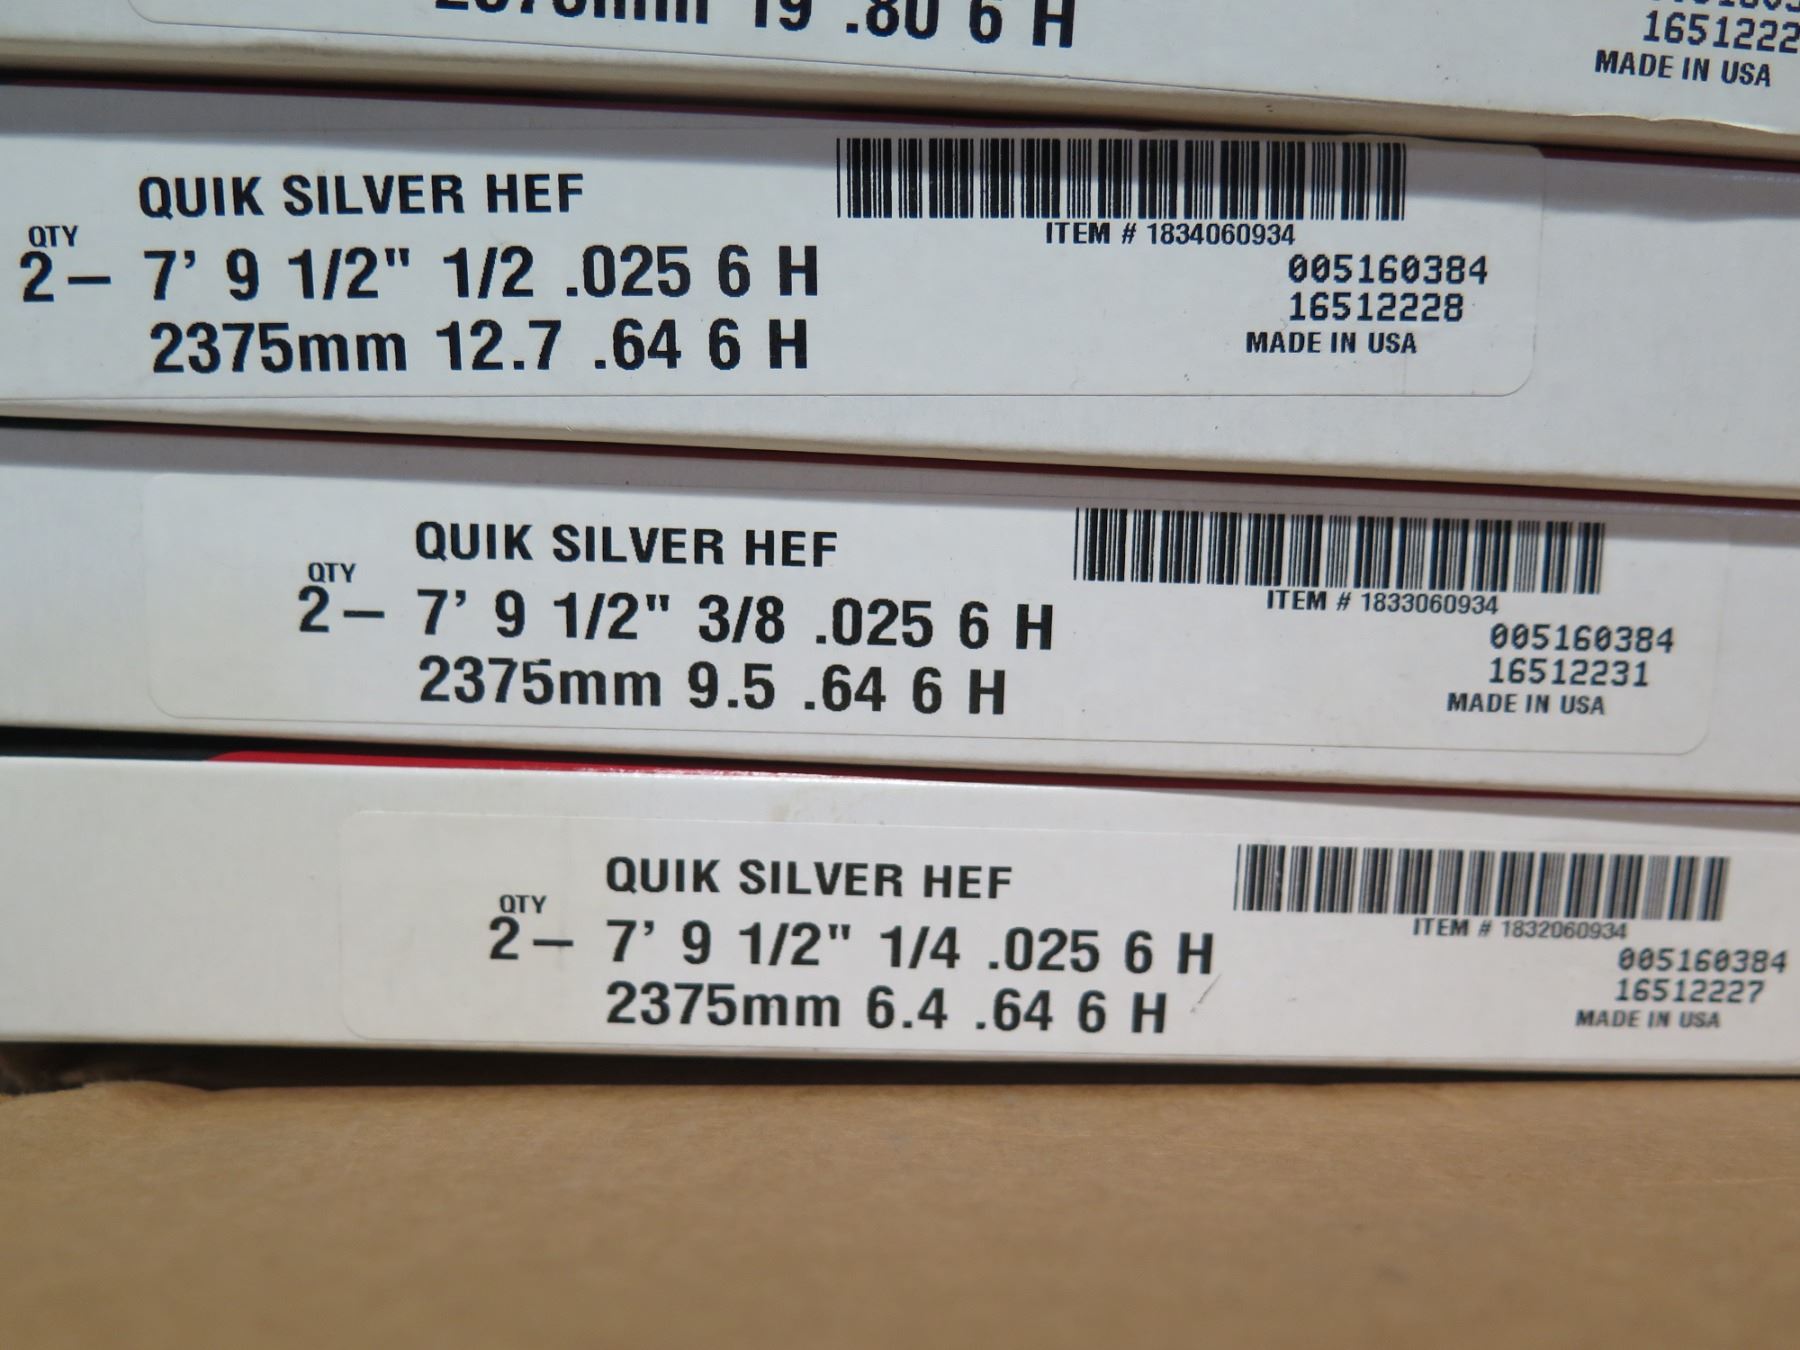 2375mm 19 .80 6 H
MADE IN USA
QUIK SILVER HEF
QTY
2– 7' 9 1/2" 1/2 .025 6 H
2375mm 12.7 .64 6 H
ITEM # 1834060934
005160384
16512228
MADE IN USA
QUIK SILVER HEF
QTY
2– 7' 9 1/2" 3/8 .025 6 H
2375mm 9.5 .64 6 H
ITEM # 1833060934
005160384
16512231
MADE IN USA
QUIK SILVER HEF
QTY
2– 7' 9 1/2" 1/4 .025 6 H
2375mm 6.4 .64 6 H
ITEM # 1832060934
005160384
16512227
MADE IN USA